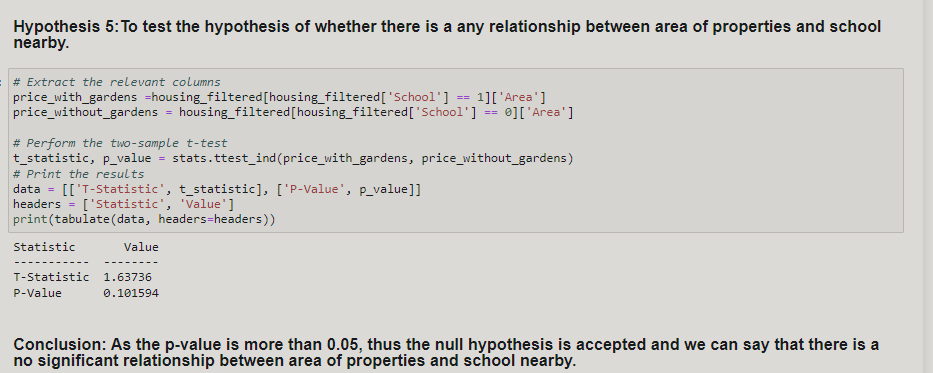 Hypothesis 5:To test the hypothesis of whether there is a any relationship between area of properties and school
nearby.
# Extract the relevant columns
price_with_gardens =housing_filtered[housing_filtered['School'] == 1]['Area']
price_without_gardens = housing_filtered[housing_filtered['School'] == 0]['Area']
# Perform the two-sample t-test
t_statistic, p_value = stats.ttest_ind(price_with_gardens, price_without_gardens)
# Print the results
data = [['T-Statistic', t_statistic], ['P-Value', p_value]]
headers = ['Statistic', 'Value']
print(tabulate(data, headers=headers))
Statistic Value
----------- --------
T-Statistic 1.63736
P-Value 0.101594
Conclusion: As the p-value is more than 0.05, thus the null hypothesis is accepted and we can say that there is a
no significant relationship between area of properties and school nearby.